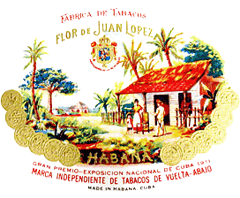 FÁBRICA DE TABACOS
FLOR DE JUAN LOPEZ
HABANA
GRAN PREMIO-EXPOSICION NACIONAL DE CUBA 1911
MARCA INDEPENDIENTE DE TABACOS DE VUELTA-ABAJO
MADE IN HABANA, CUBA